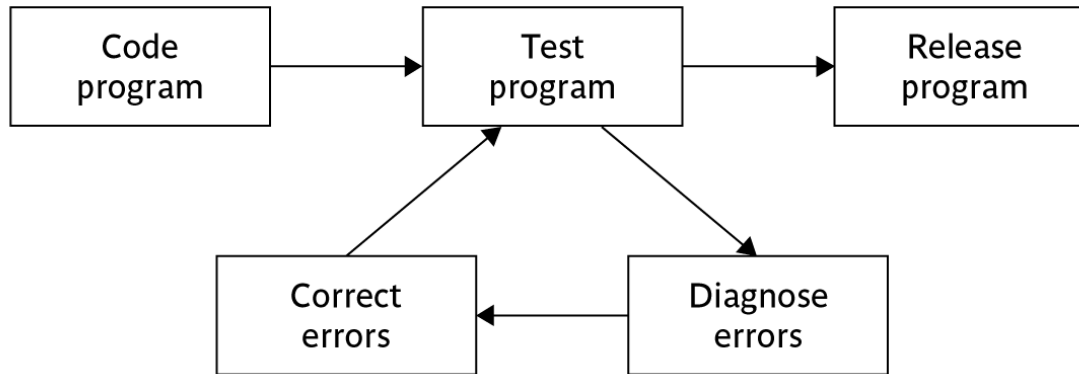 Code
program
Test
program
Release
program
Correct
errors
Diagnose
errors